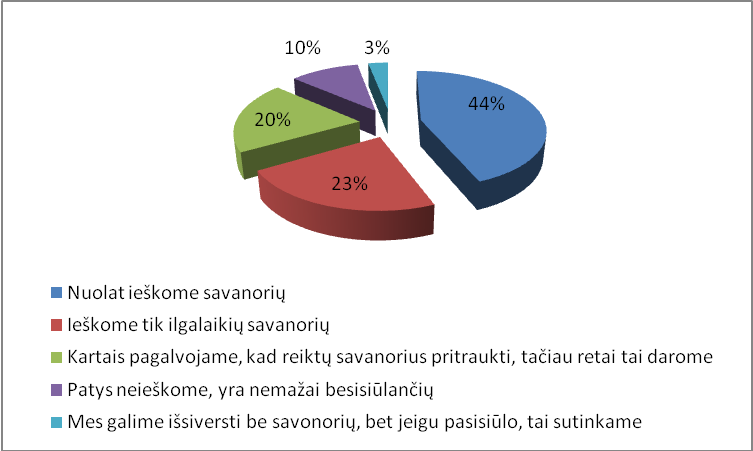 10%
3%
44%
20%
23%
Nuolat ieškome savanorių
Ieškome tik ilgalaikių savanorių
Kartais pagalvojame, kad reiktų savanorius pritraukti, tačiau retai tai darome
Patys neieškome, yra nemažai besisiūlančių
Mes galime išsiversti be savonorių, bet jeigu pasisiūlo, tai sutinkame